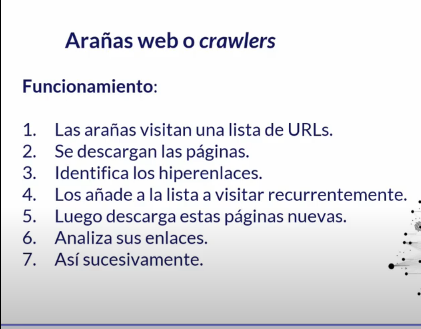 Arañas web o crawlers
Funcionamiento:
1. Las arañas visitan una lista de URLs.
2. Se descargan las páginas.
3. Identifica los hiperenlaces.
4. Los añade a la lista a visitar recurrentemente.
5. Luego descarga estas páginas nuevas.
6. Analiza sus enlaces.
7. Así sucesivamente.